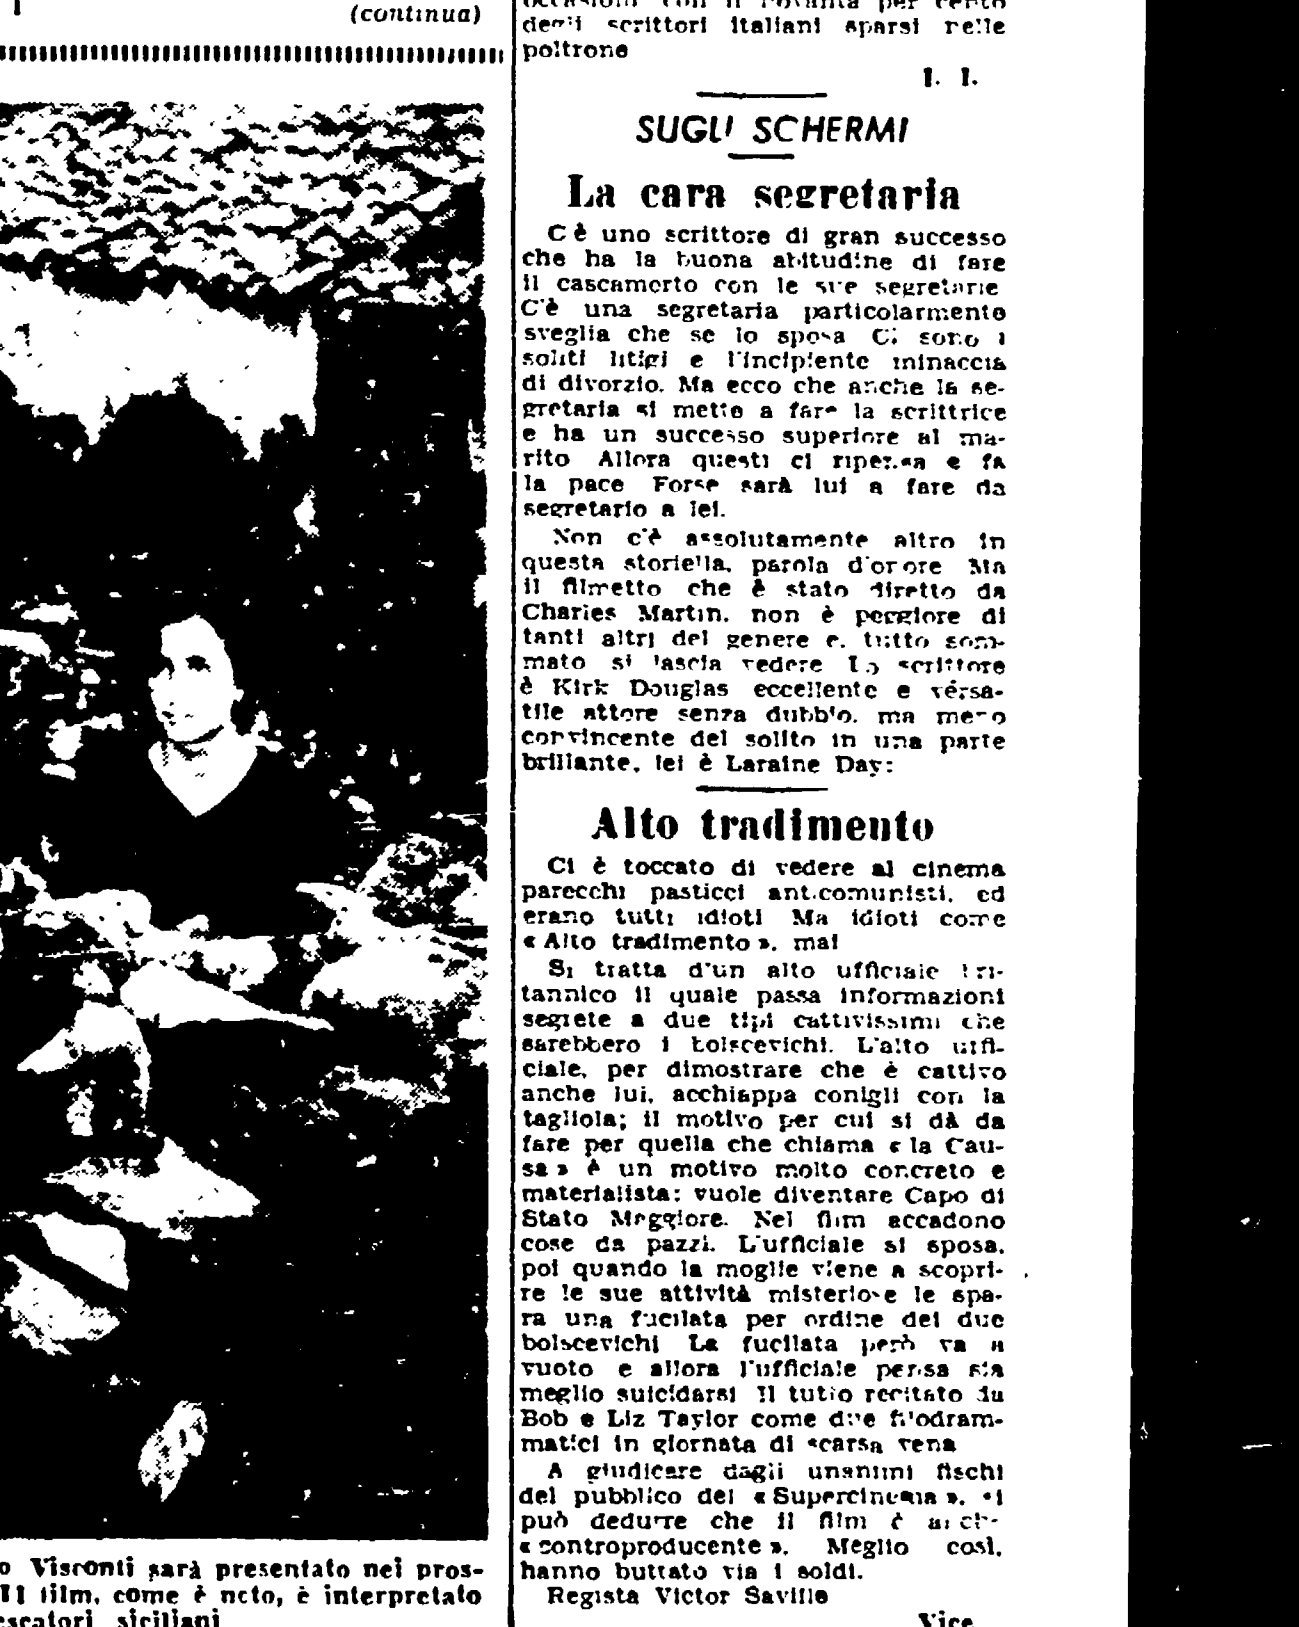 (continua)
degli scrittori italiani sparsi nelle
poltrone
I. I.
SUGLI SCHERMI
La cara segretaria
C'è uno scrittore di gran successo
che ha la buona abitudine di fare
il cascamorto con le sue segretarie
C'è una segretaria particolarmente
sveglia che se lo sposa Ci sono i
soliti litigi e l'incipiente minaccia
di divorzio. Ma ecco che anche la se-
gretaria si mette a fare la scrittrice
e ha un successo superiore al ma-
rito Allora questi ci ripensa e fa
la pace Forse sarà lui a fare da
segretario a lei.
Non c'è assolutamente altro in
questa storiella, parola d'onore Ma
il filmetto che è stato diretto da
Charles Martin, non è peggiore di
tanti altri del genere e, tutto som-
mato si lascia vedere Lo scrittore
è Kirk Douglas eccellente e versa-
tile attore senza dubbio, ma meno
convincente del solito in una parte
brillante, lei è Laraine Day:
Alto tradimento
Ci è toccato di vedere al cinema
parecchi pasticci anticomunisti, ed
erano tutti idioti Ma idioti come
« Alto tradimento », mai
Si tratta d'un alto ufficiale bri-
tannico il quale passa informazioni
segrete a due tipi cattivissimi che
sarebbero i bolscevichi. L'alto uffi-
ciale, per dimostrare che è cattivo
anche lui, acchiappa conigli con la
tagliola; il motivo per cui si dà da
fare per quella che chiama « la Cau-
sa » è un motivo molto concreto e
materialista: vuole diventare Capo di
Stato Maggiore. Nel film accadono
cose da pazzi. L'ufficiale si sposa,
poi quando la moglie viene a scopri-
re le sue attività misteriose le spa-
ra una fucilata per ordine dei due
bolscevichi La fucilata però va a
vuoto e allora l'ufficiale pensa sia
meglio suicidarsi Il tutto recitato da
Bob e Liz Taylor come due filodram-
matici in giornata di scarsa vena
A giudicare dagli unanimi fischi
del pubblico del « Supercinema », si
può dedurre che il film è anche
« controproducente ». Meglio così,
hanno buttato via i soldi.
Regista Victor Saville
Vice
o Visconti sarà presentato nel pros-
Il film, come è noto, è interpretato
escatori siciliani